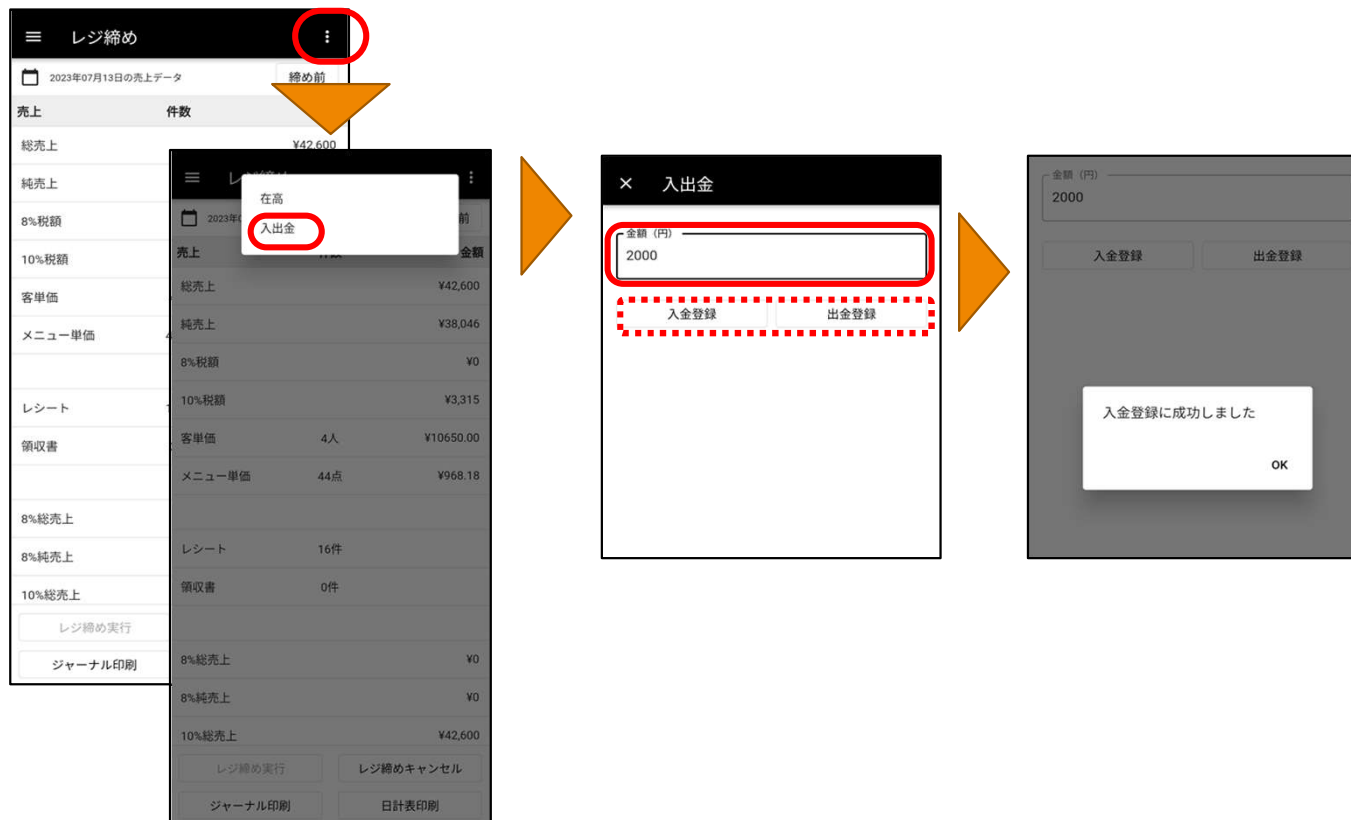 レジ締め
2023年07月13日の売上データ 締め前
売上 件数
総売上 ¥42,600
純売上
8%税額
10%税額
客単価
メニュー単価
レシート
領収書
8%総売上
8%純売上
10%総売上
レジ締め実行
ジャーナル印刷
在高
入出金
2023年 前
売上 金額
総売上 ¥42,600
純売上 ¥38,046
8%税額 ¥0
10%税額 ¥3,315
客単価 4人 ¥10650.00
メニュー単価 44点 ¥968.18
レシート 16件
領収書 0件
8%総売上 ¥0
8%純売上 ¥0
10%総売上 ¥42,600
レジ締め実行 レジ締めキャンセル
ジャーナル印刷 日計表印刷
× 入出金
金額（円）
2000
入金登録 出金登録
金額（円）
2000
入金登録 出金登録
入金登録に成功しました
OK